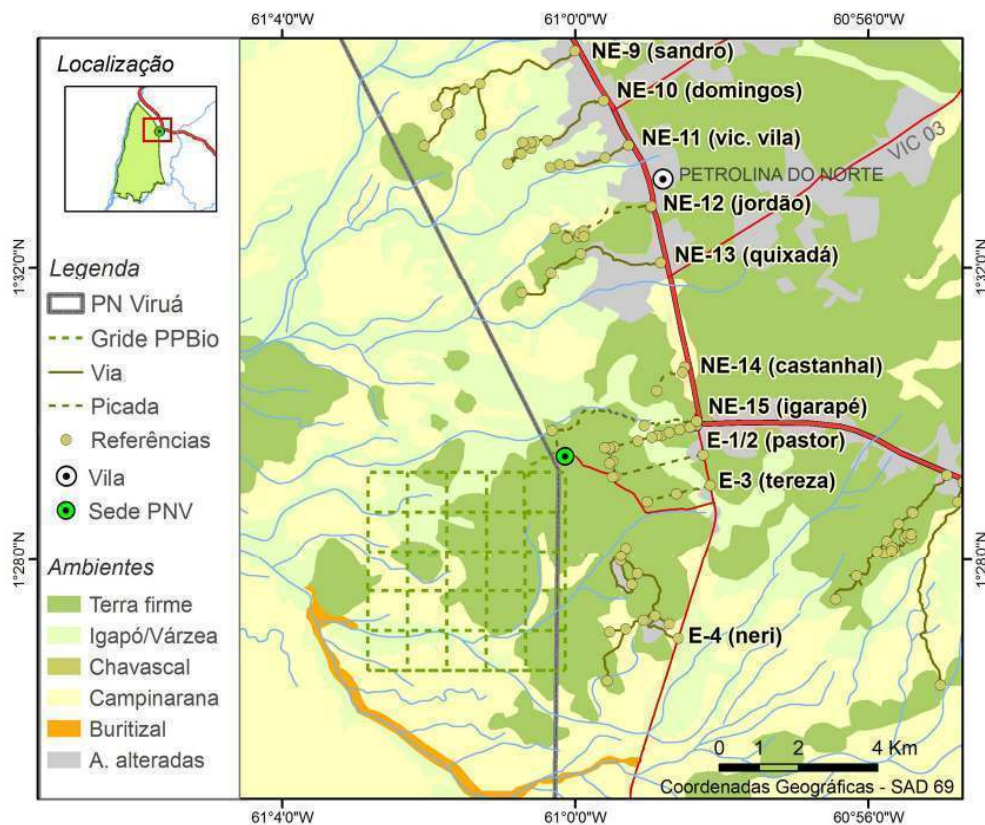 61°4'0"W
61°0'0"W
60°56'0"W
Localização
Legenda
PN Viruá
Gride PPBio
Via
Picada
Referências
Vila
Sede PNV
Ambientes
Terra firme
Igapó/Várzea
Chavascal
Campinarana
Buritizal
A. alteradas
NE-9 (sandro)
NE-10 (domingos)
NE-11 (vic. vila)
VIC 03
PETROLINA DO NORTE
NE-12 (jordão)
NE-13 (quixadá)
NE-14 (castanhal)
NE-15 (igarapé)
E-1/2 (pastor)
E-3 (tereza)
E-4 (neri)
1°32'0"N
1°32'0"N
1°28'0"N
1°28'0"N
0 1 2 4 Km
Coordenadas Geográficas - SAD 69
61°4'0"W
61°0'0"W
60°56'0"W